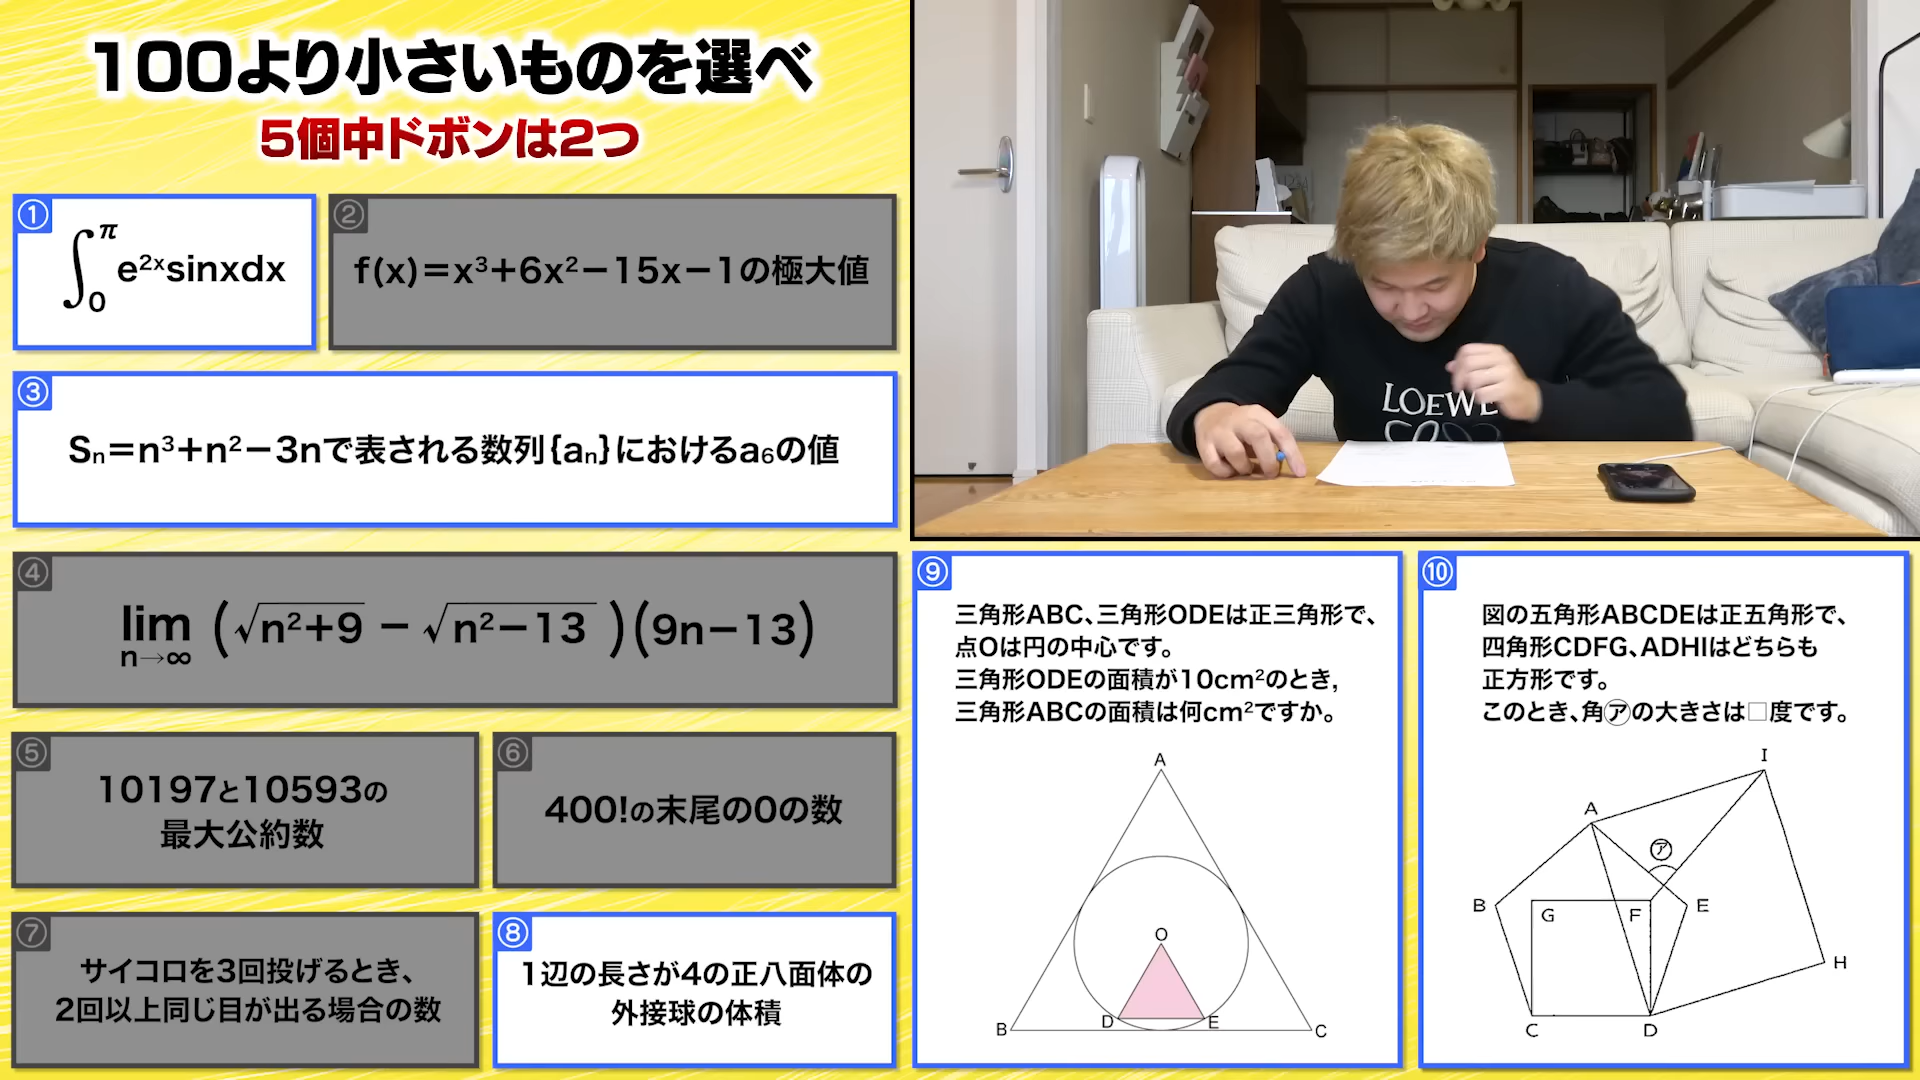 100より小さいものを選べ
5個中ドボンは2つ
①
∫₀^π e²ˣsinxdx
②
f(x)=x³+6x²−15x−1の極大値
③
Sₙ=n³+n²−3nで表される数列{aₙ}におけるa₆の値
④
lim (√n²+9 − √n²−13 )(9n−13)
n→∞
⑤
10197と10593の
最大公約数
⑥
400!の末尾の0の数
⑦
サイコロを3回投げるとき、
2回以上同じ目が出る場合の数
⑧
1辺の長さが4の正八面体の
外接球の体積
LOEWE
⑨
三角形ABC、三角形ODEは正三角形で、
点Oは円の中心です。
三角形ODEの面積が10cm²のとき,
三角形ABCの面積は何cm²ですか。
A
O
D
E
B
C
⑩
図の五角形ABCDEは正五角形で、
四角形CDFG、ADHIはどちらも
正方形です。
このとき、角㋐の大きさは□度です。
I
A
㋐
B
G
F
E
H
C
D